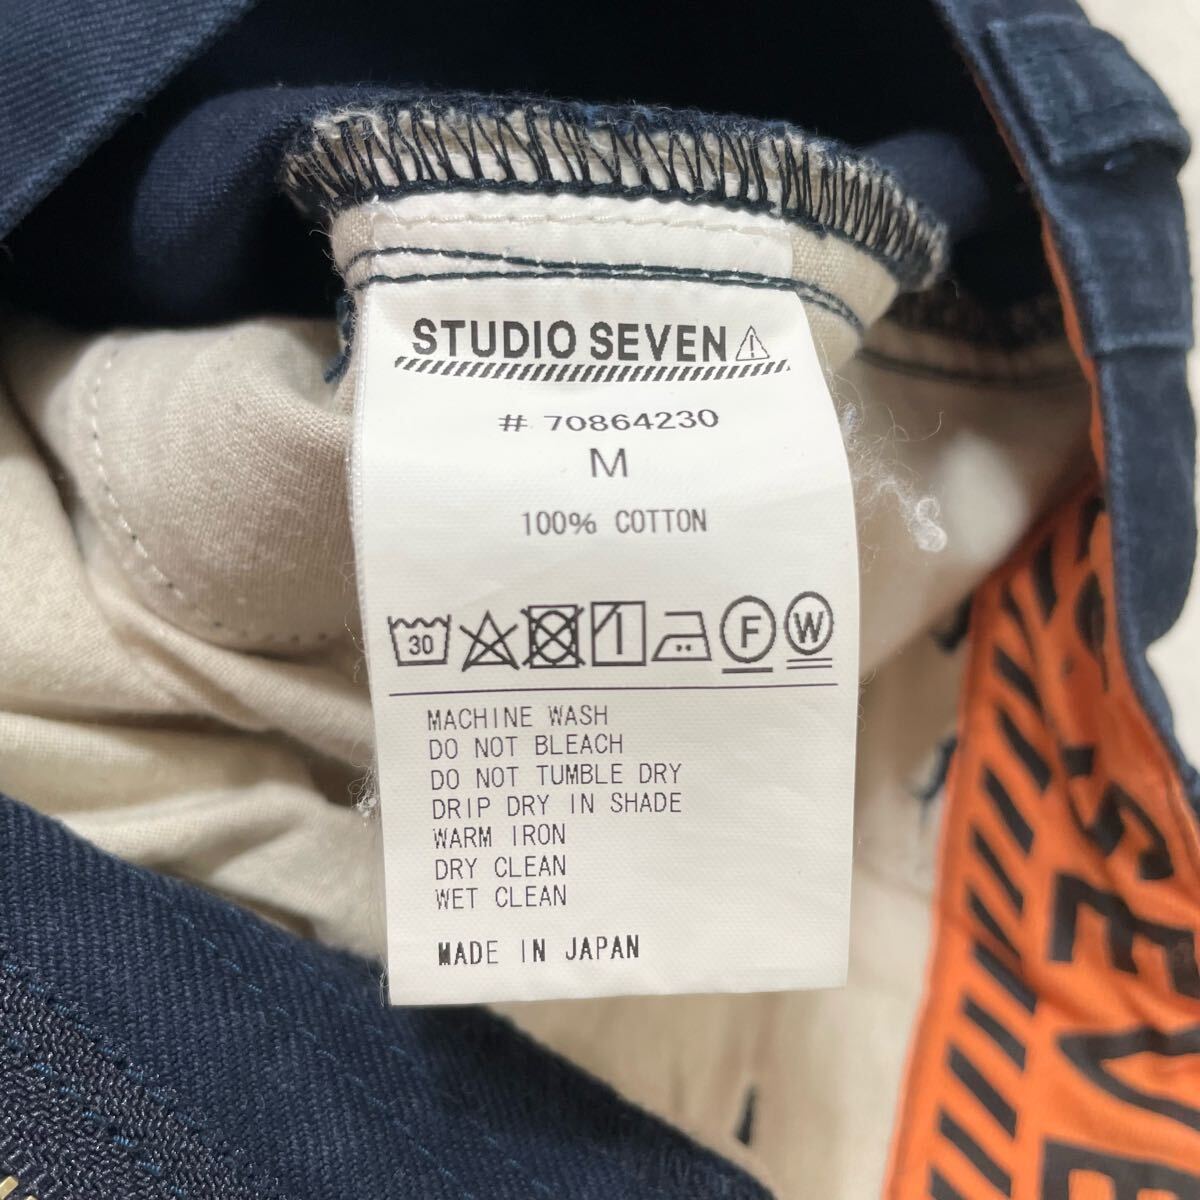 STUDIO SEVEN
# 70864230
M
100% COTTON
30
F
W
MACHINE WASH
DO NOT BLEACH
DO NOT TUMBLE DRY
DRIP DRY IN SHADE
WARM IRON
DRY CLEAN
WET CLEAN
MADE IN JAPAN
.SEVE